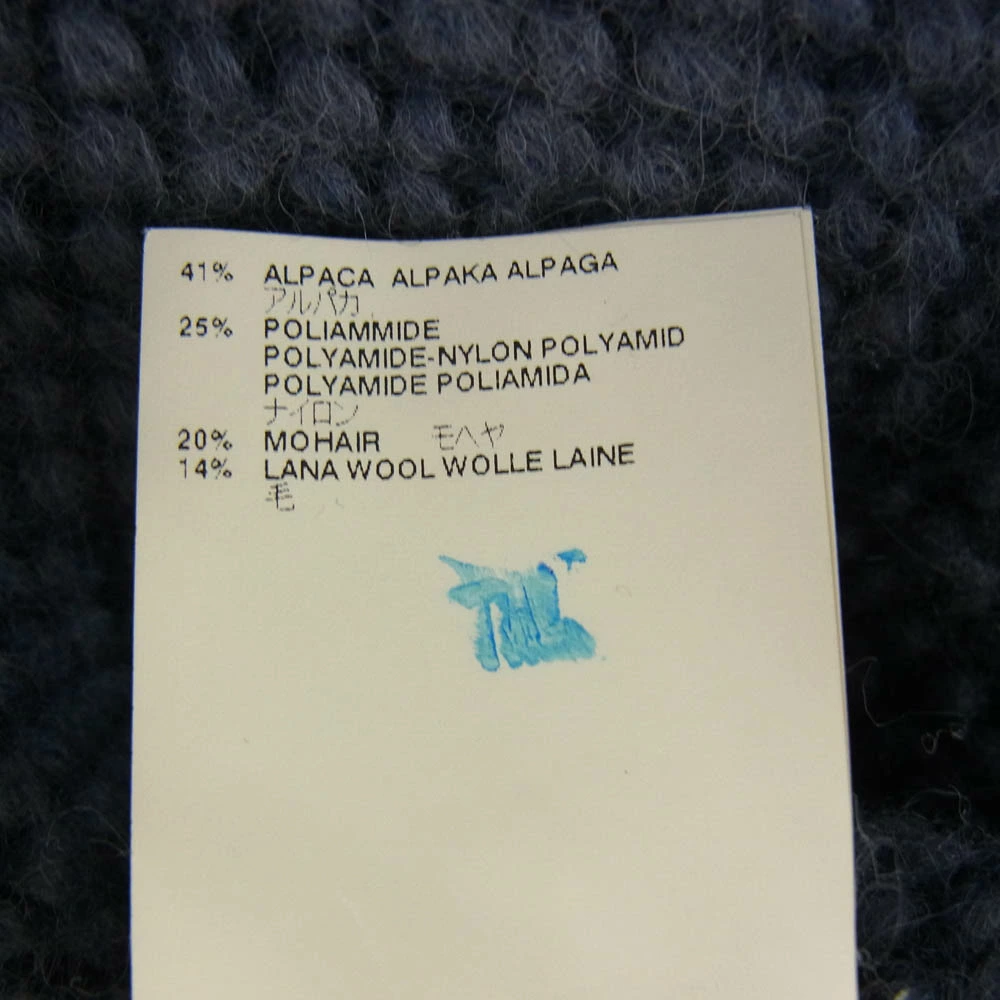 41% ALPACA ALPAKA ALPAGA
アルパカ
25% POLIAMMIDE
POLYAMIDE-NYLON POLYAMID
POLYAMIDE POLIAMIDA
ナイロン
20% MOHAIR モヘヤ
14% LANA WOOL WOLLE LAINE
毛